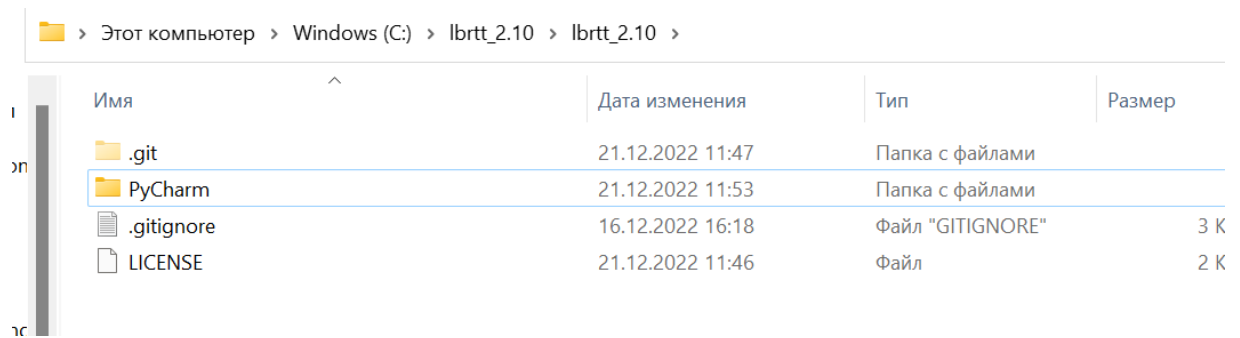 Этот компьютер > Windows (C:) > lbrtt_2.10 > lbrtt_2.10 >
Имя Дата изменения Тип Размер
.git 21.12.2022 11:47 Папка с файлами
PyCharm 21.12.2022 11:53 Папка с файлами
.gitignore 16.12.2022 16:18 Файл "GITIGNORE" 3 К
LICENSE 21.12.2022 11:46 Файл 2 К